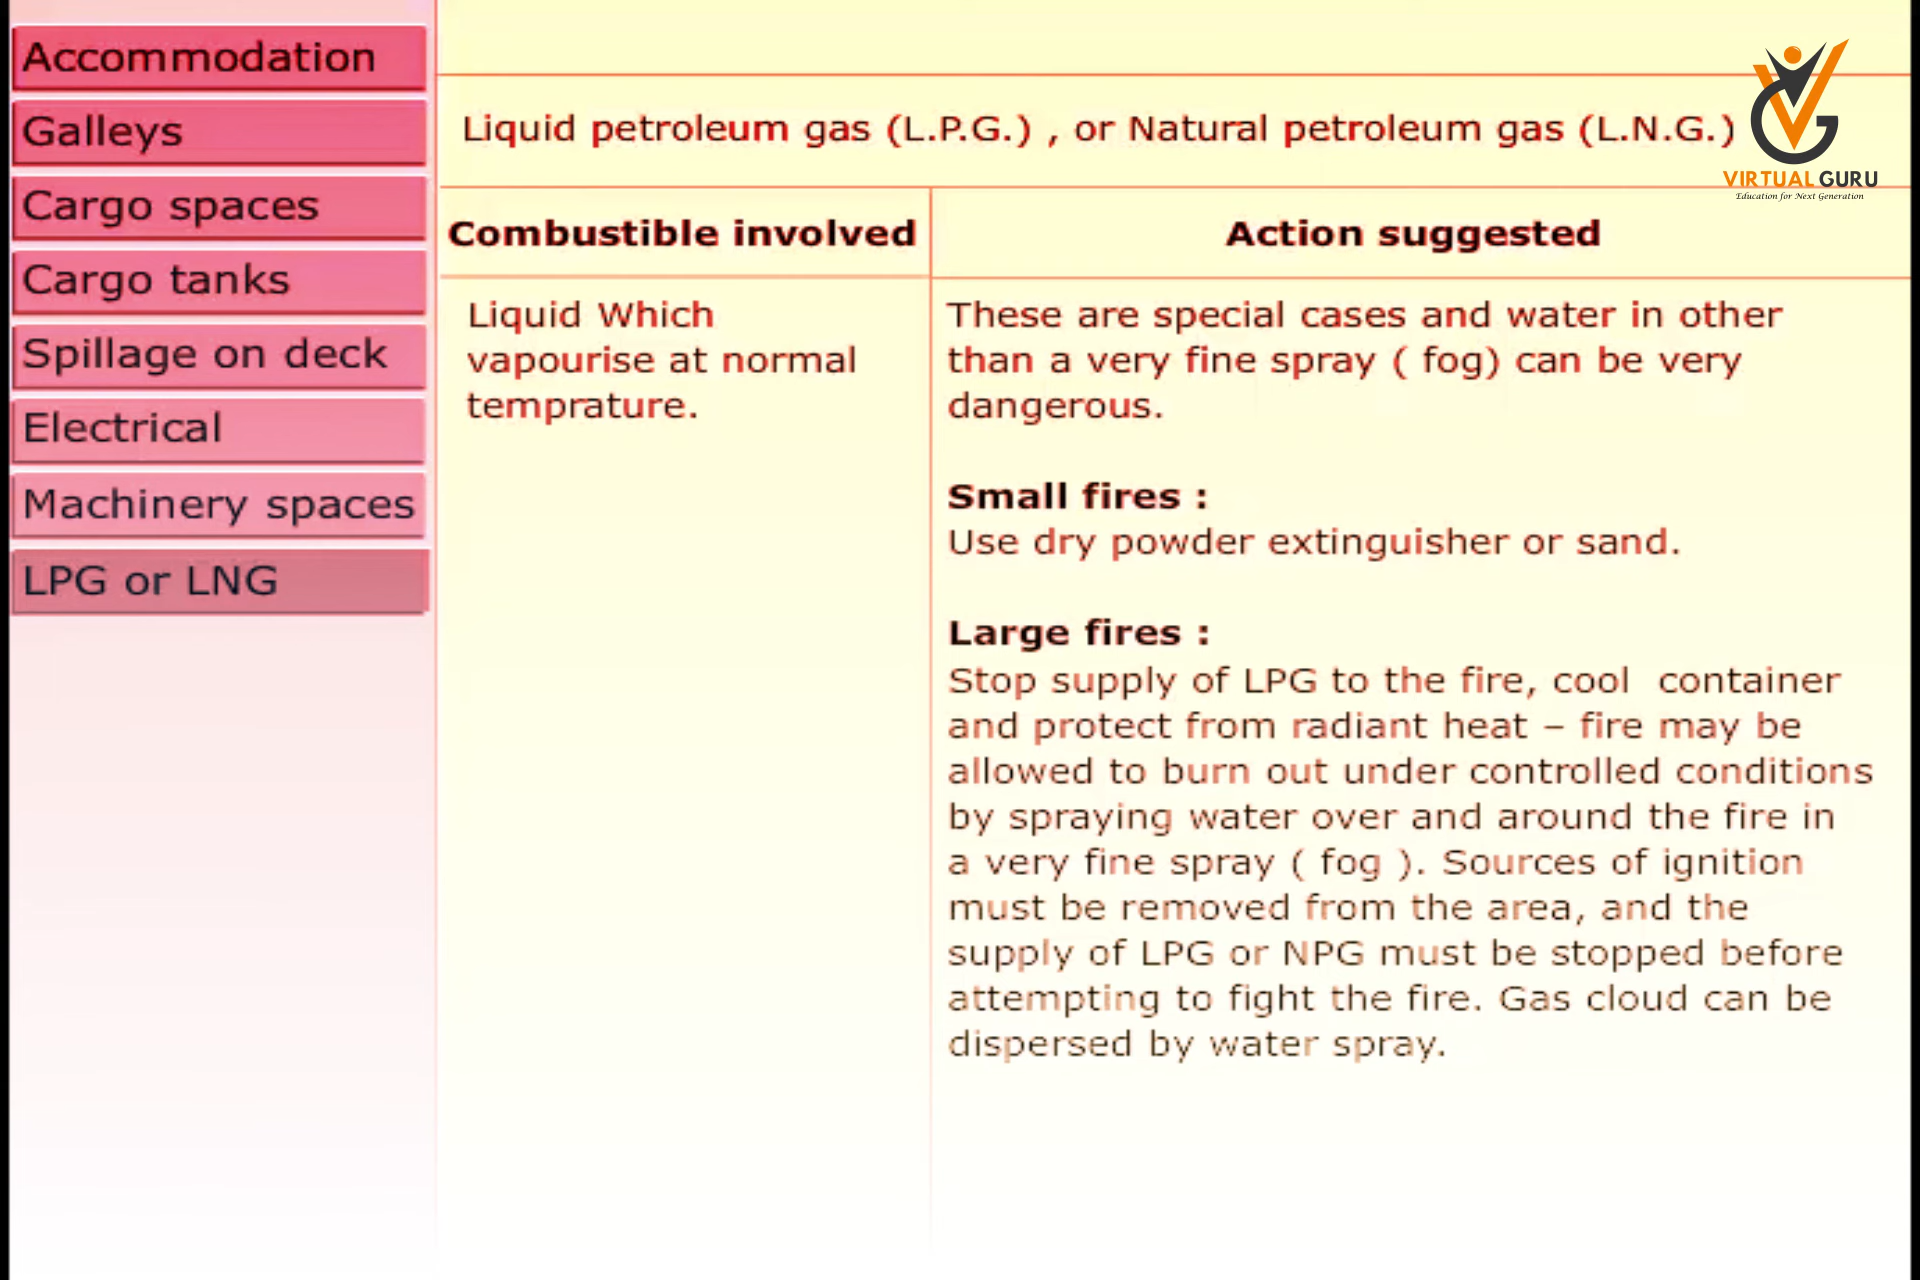 Accommodation
Galleys
Cargo spaces
Cargo tanks
Spillage on deck
Electrical
Machinery spaces
LPG or LNG
Liquid petroleum gas (L.P.G.) , or Natural petroleum gas (L.N.G.)
VIRTUAL GURU
Education for Next Generation
Combustible involved
Liquid Which
vapourise at normal
temprature.
Action suggested
These are special cases and water in other
than a very fine spray ( fog) can be very
dangerous.
Small fires :
Use dry powder extinguisher or sand.
Large fires :
Stop supply of LPG to the fire, cool container
and protect from radiant heat – fire may be
allowed to burn out under controlled conditions
by spraying water over and around the fire in
a very fine spray ( fog ). Sources of ignition
must be removed from the area, and the
supply of LPG or NPG must be stopped before
attempting to fight the fire. Gas cloud can be
dispersed by water spray.